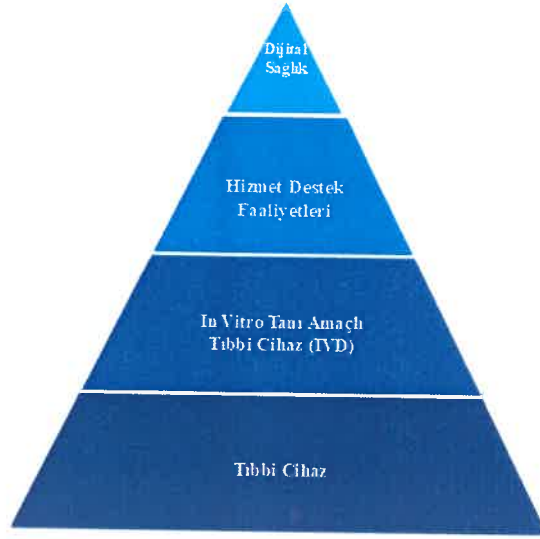 Dijital
Sağlık
Hizmet Destek
Faaliyetleri
In Vitro Tanı Amaçlı
Tıbbi Cihaz (IVD)
Tıbbi Cihaz